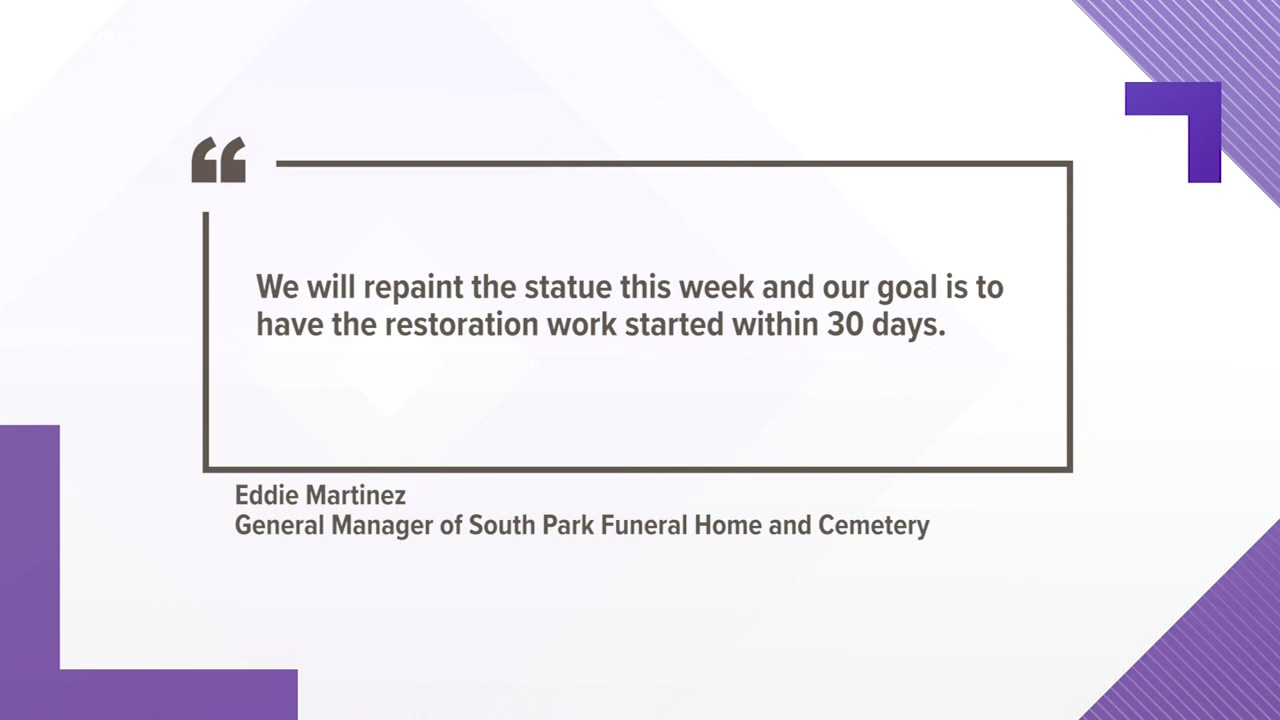 We will repaint the statue this week and our goal is to
have the restoration work started within 30 days.
Eddie Martinez
General Manager of South Park Funeral Home and Cemetery